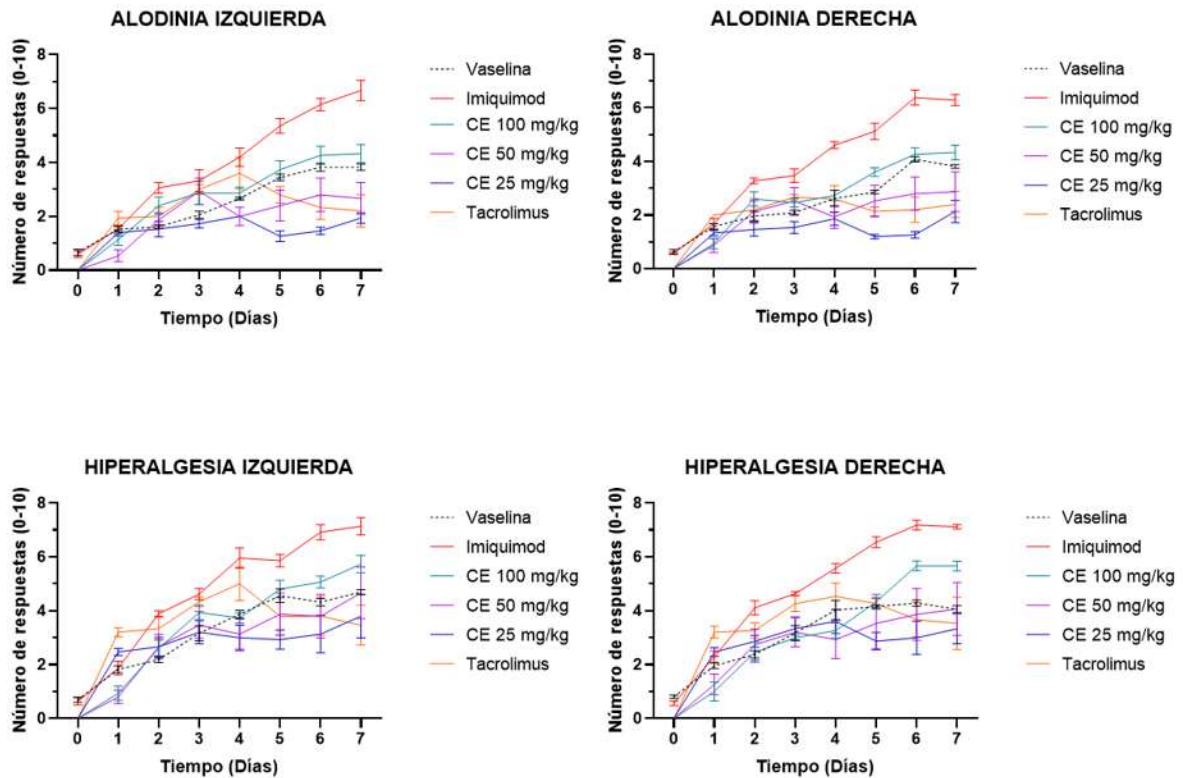 ALODINIA IZQUIERDA
Número de respuestas (0-10)
8
6
4
2
0
0 1 2 3 4 5 6 7
Tiempo (Días)
Vaselina
Imiquimod
CE 100 mg/kg
CE 50 mg/kg
CE 25 mg/kg
Tacrolimus
ALODINIA DERECHA
Número de respuestas (0-10)
8
6
4
2
0
0 1 2 3 4 5 6 7
Tiempo (Días)
Vaselina
Imiquimod
CE 100 mg/kg
CE 50 mg/kg
CE 25 mg/kg
Tacrolimus
HIPERALGESIA IZQUIERDA
Número de respuestas (0-10)
8
6
4
2
0
0 1 2 3 4 5 6 7
Tiempo (Días)
Vaselina
Imiquimod
CE 100 mg/kg
CE 50 mg/kg
CE 25 mg/kg
Tacrolimus
HIPERALGESIA DERECHA
Número de respuestas (0-10)
8
6
4
2
0
0 1 2 3 4 5 6 7
Tiempo (Días)
Vaselina
Imiquimod
CE 100 mg/kg
CE 50 mg/kg
CE 25 mg/kg
Tacrolimus